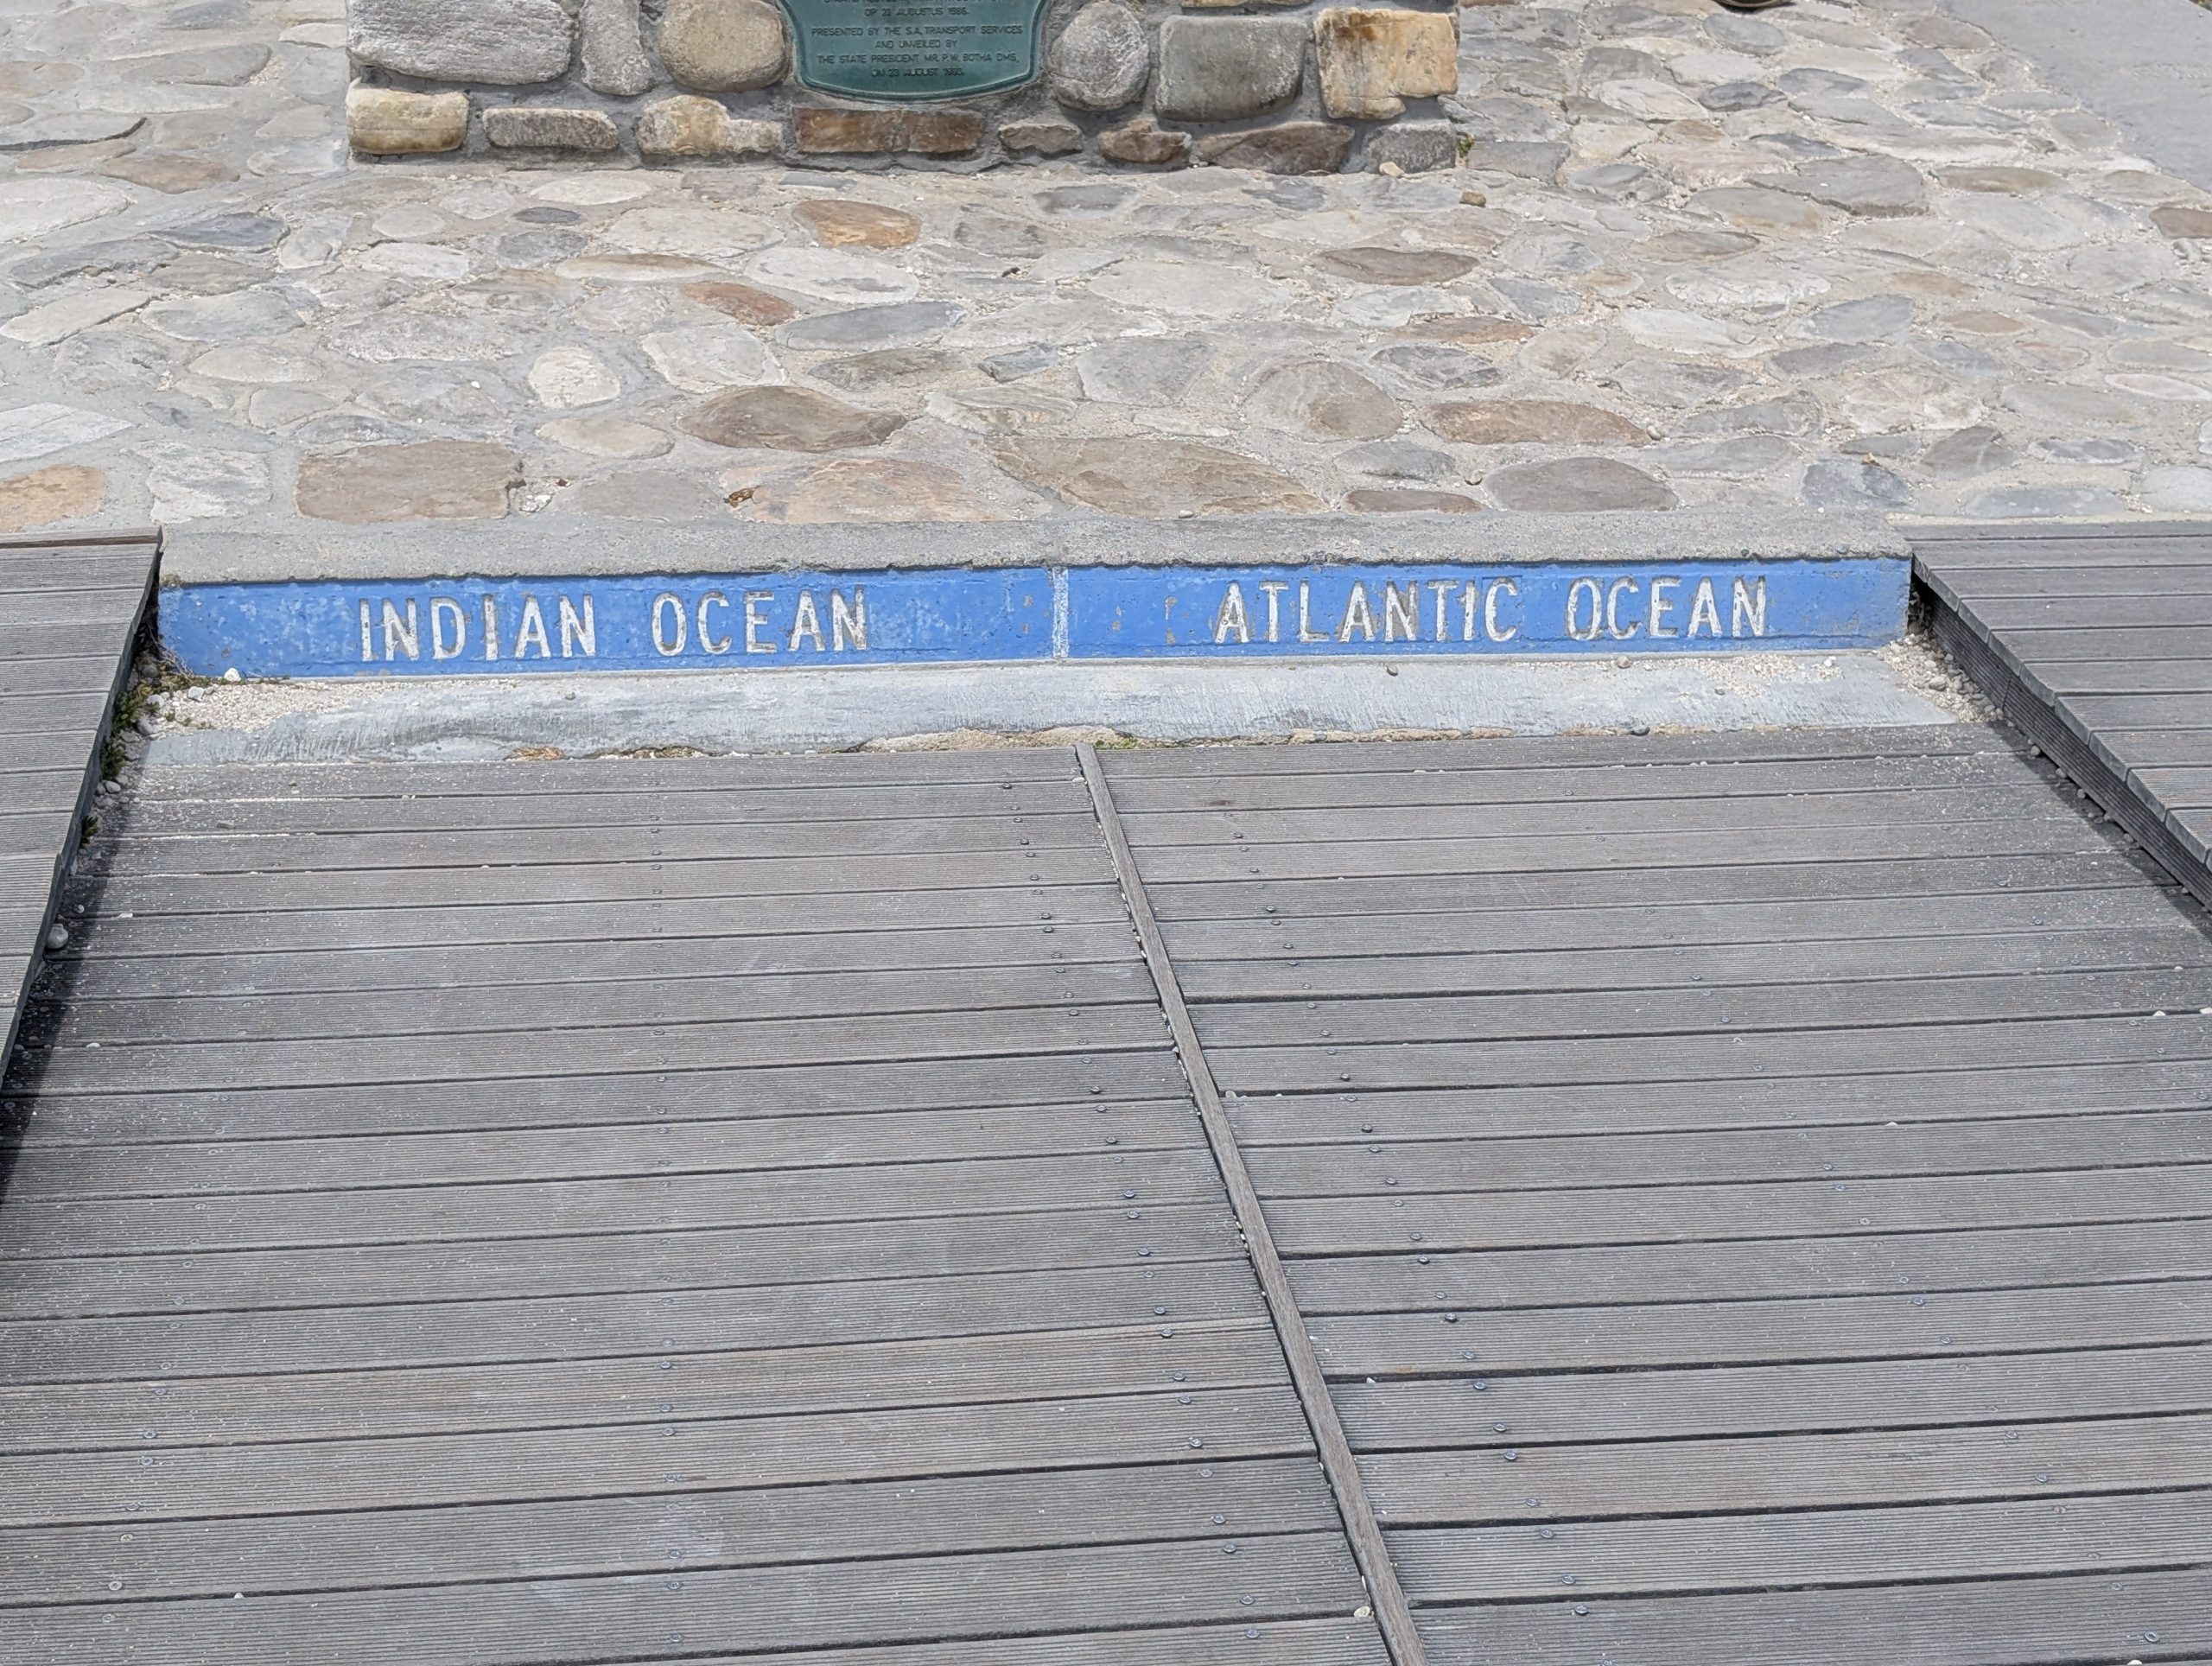 OP 23 AUGUSTUS 1986.
PRESENTED BY THE S.A. TRANSPORT SERVICES
AND UNVEILED BY
THE STATE PRESIDENT MR. P.W. BOTHA DMS,
ON 23 AUGUST 1986.
INDIAN OCEAN ATLANTIC OCEAN